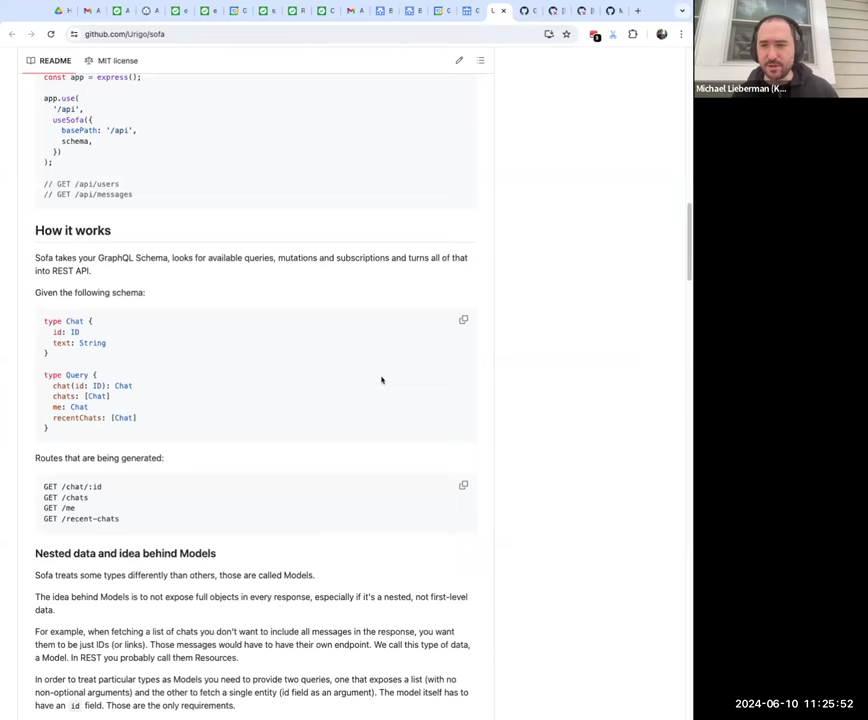 github.com/Urigo/sofa
README
MIT license
const app = express();
app.use(
'/api',
useSofa({
basePath: '/api',
schema,
})
);
// GET /api/users
// GET /api/messages
How it works
Sofa takes your GraphQL Schema, looks for available queries, mutations and subscriptions and turns all of that
into REST API.
Given the following schema:
type Chat {
id: ID
text: String
}
type Query {
chat(id: ID): Chat
chats: [Chat]
me: Chat
recentChats: [Chat]
}
Routes that are being generated:
GET /chat/:id
GET /chats
GET /me
GET /recent-chats
Nested data and idea behind Models
Sofa treats some types differently than others, those are called Models.
The idea behind Models is to not expose full objects in every response, especially if it's a nested, not first-level
data.
For example, when fetching a list of chats you don't want to include all messages in the response, you want
them to be just IDs (or links). Those messages would have to have their own endpoint. We call this type of data,
a Model. In REST you probably call them Resources.
In order to treat particular types as Models you need to provide two queries, one that exposes a list (with no
non-optional arguments) and the other to fetch a single entity (id field as an argument). The model itself has to
have an id field. Those are the only requirements.
Michael Lieberman (K...
2024-06-10 11:25:52